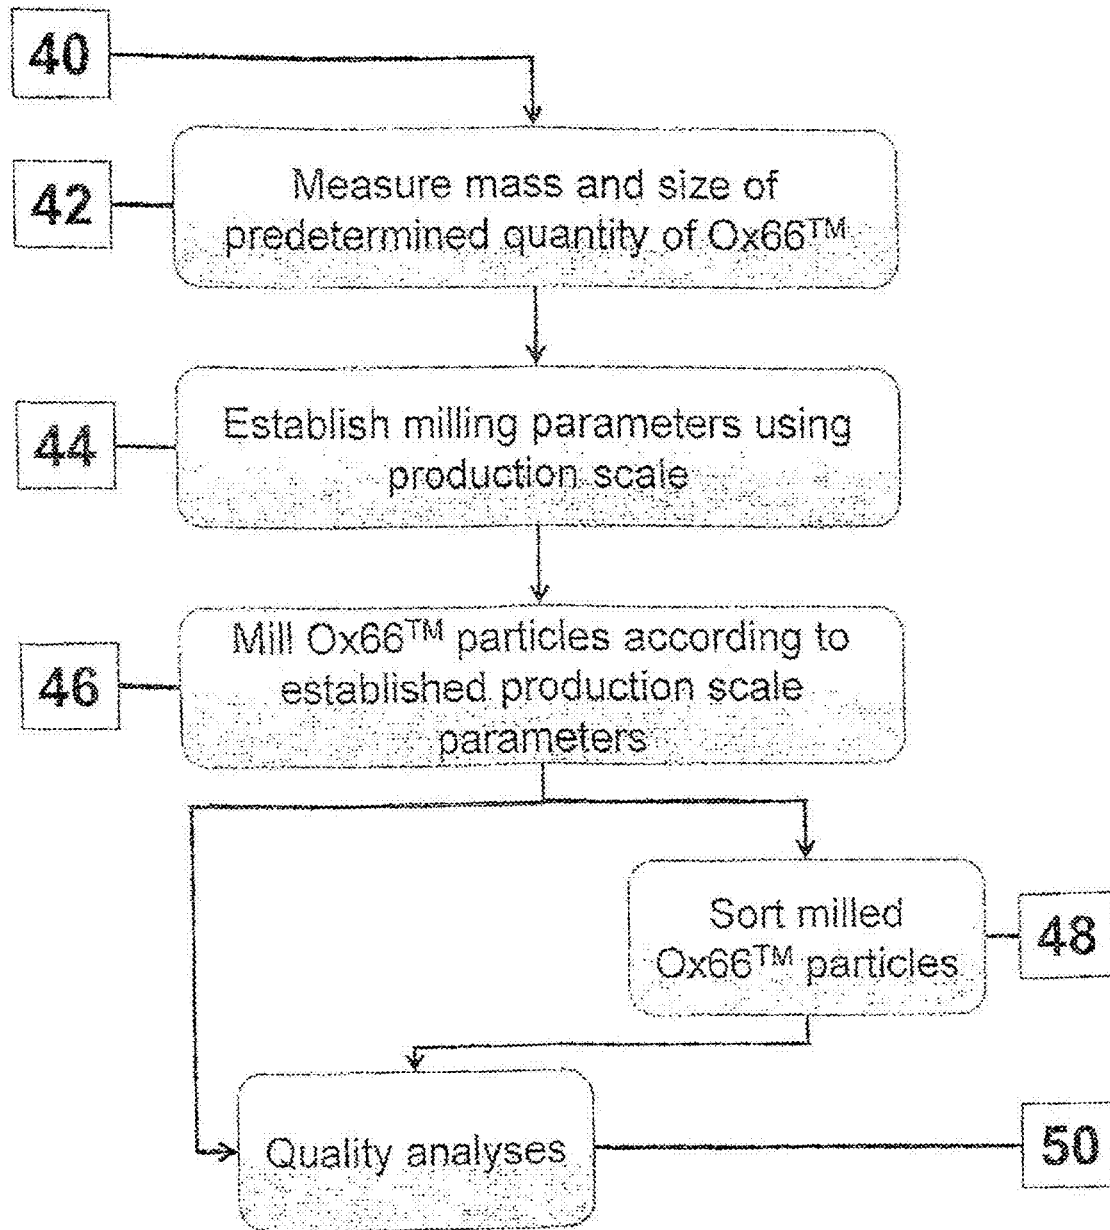 40
42
Measure mass and size of
predetermined quantity of Ox66™
44
Establish milling parameters using
production scale
46
Mill Ox66™ particles according to
established production scale
parameters
Sort milled
Ox66™ particles
48
Quality analyses
50